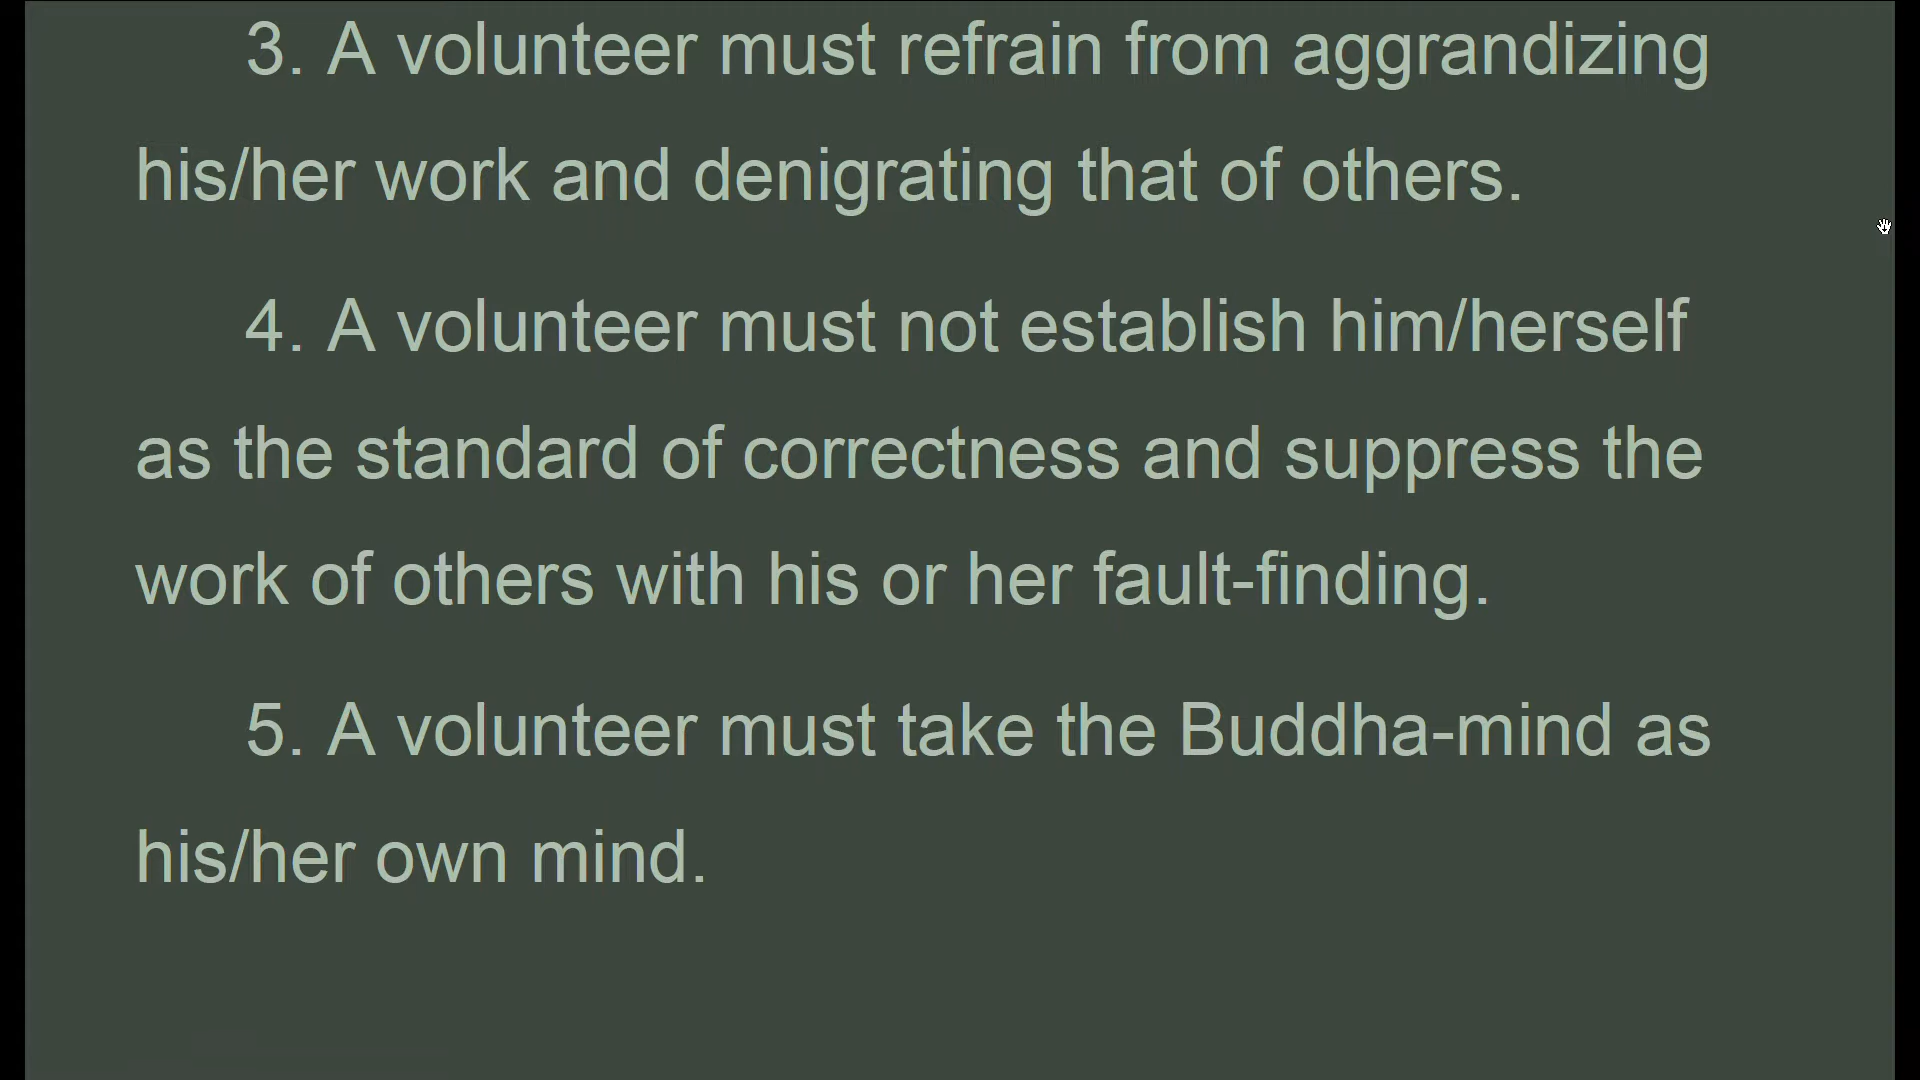 3. A volunteer must refrain from aggrandizing
his/her work and denigrating that of others.
4. A volunteer must not establish him/herself
as the standard of correctness and suppress the
work of others with his or her fault-finding.
5. A volunteer must take the Buddha-mind as
his/her own mind.